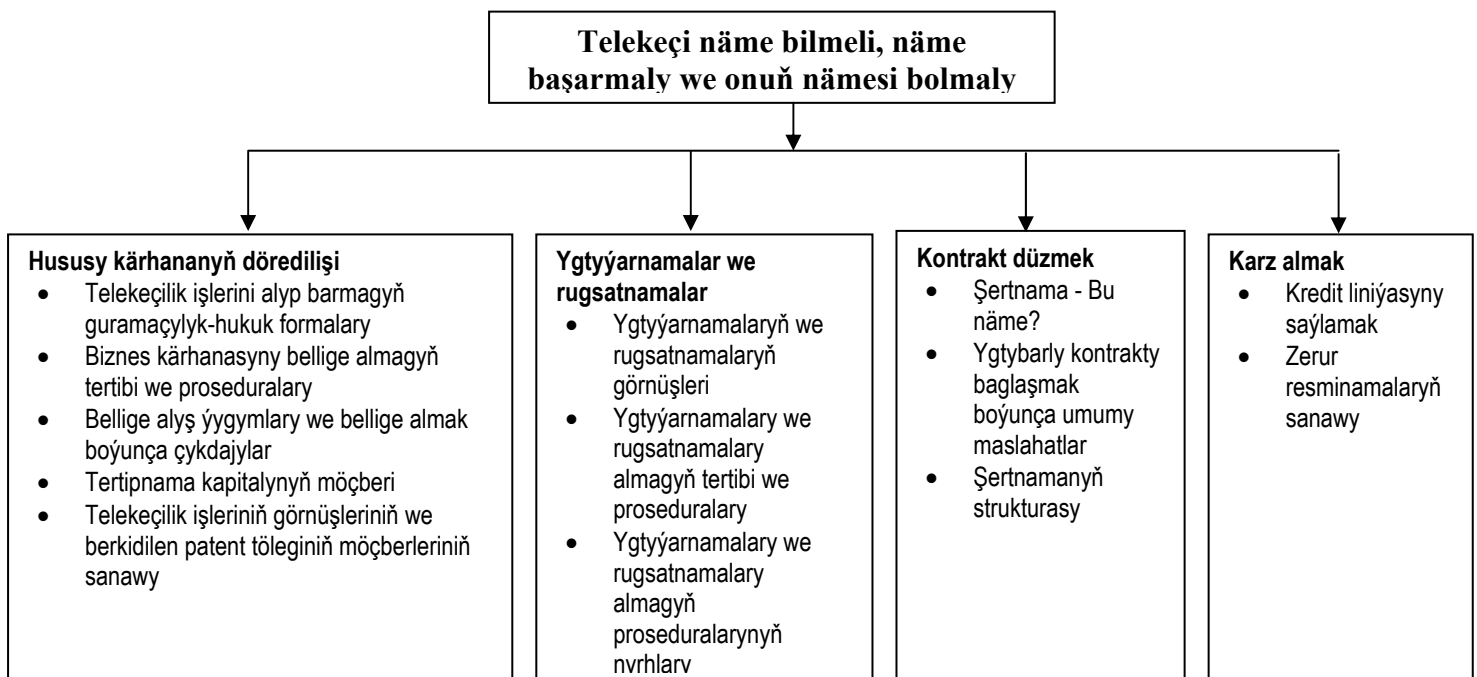 Telekeçi näme bilmeli, näme
başarmaly we onuň nämesi bolmaly
Hususy kärhananyň döredilişi
• Telekeçilik işlerini alyp barmagyň
guramaçylyk-hukuk formalary
• Biznes kärhanasyny bellige almagyň
tertibi we proseduralary
• Bellige alyş ýygymlary we bellige almak
boýunça çykdajylar
• Tertipnama kapitalynyň möçberi
• Telekeçilik işleriniň görnüşleriniň we
berkidilen patent töleginiň möçberleriniň
sanawy
Ygtyýarnamalar we
rugsatnamalar
• Ygtyýarnamalaryň we
rugsatnamalaryň
görnüşleri
• Ygtyýarnamalary we
rugsatnamalary
almagyň tertibi we
proseduralary
• Ygtyýarnamalary we
rugsatnamalary
almagyň
proseduralarynyň
nyrhlary
Kontrakt düzmek
• Şertnama - Bu
näme?
• Ygtybarly kontrakty
baglaşmak
boýunça umumy
maslahatlar
• Şertnamanyň
strukturasy
Karz almak
• Kredit liniýasyny
saýlamak
• Zerur
resminamalaryň
sanawy